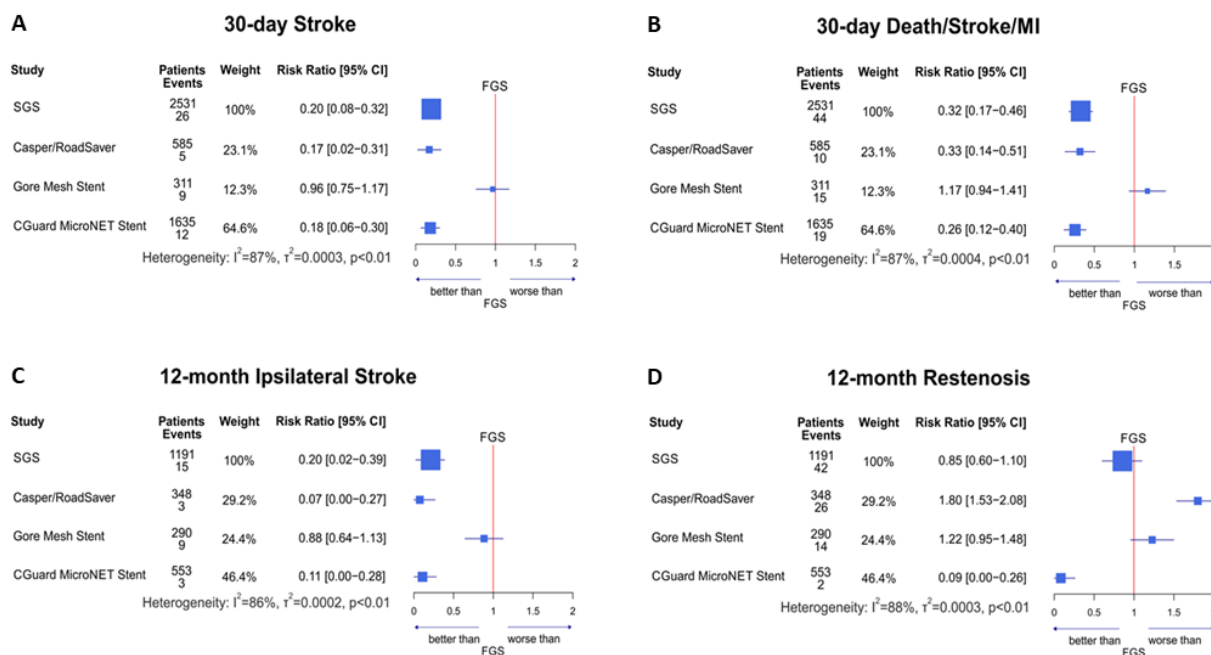 A
30-day Stroke
Study Patients Weight Risk Ratio [95% CI]
Events
FGS
SGS 2531 100% 0.20 [0.08−0.32]
26
Casper/RoadSaver 585 23.1% 0.17 [0.02−0.31]
5
Gore Mesh Stent 311 12.3% 0.96 [0.75−1.17]
9
CGuard MicroNET Stent 1635 64.6% 0.18 [0.06−0.30]
12
Heterogeneity: I²=87%, τ²=0.0003, p<0.01
0 0.5 1 1.5 2
better than worse than
FGS
B
30-day Death/Stroke/MI
Study Patients Weight Risk Ratio [95% CI]
Events
FGS
SGS 2531 100% 0.32 [0.17−0.46]
44
Casper/RoadSaver 585 23.1% 0.33 [0.14−0.51]
10
Gore Mesh Stent 311 12.3% 1.17 [0.94−1.41]
15
CGuard MicroNET Stent 1635 64.6% 0.26 [0.12−0.40]
19
Heterogeneity: I²=87%, τ²=0.0004, p<0.01
0 0.5 1 1.5
better than worse than
FGS
C
12-month Ipsilateral Stroke
Study Patients Weight Risk Ratio [95% CI]
Events
FGS
SGS 1191 100% 0.20 [0.02−0.39]
15
Casper/RoadSaver 348 29.2% 0.07 [0.00−0.27]
3
Gore Mesh Stent 290 24.4% 0.88 [0.64−1.13]
9
CGuard MicroNET Stent 553 46.4% 0.11 [0.00−0.28]
3
Heterogeneity: I²=86%, τ²=0.0002, p<0.01
0 0.5 1 1.5 2
better than worse than
FGS
D
12-month Restenosis
Study Patients Weight Risk Ratio [95% CI]
Events
FGS
SGS 1191 100% 0.85 [0.60−1.10]
42
Casper/RoadSaver 348 29.2% 1.80 [1.53−2.08]
26
Gore Mesh Stent 290 24.4% 1.22 [0.95−1.48]
14
CGuard MicroNET Stent 553 46.4% 0.09 [0.00−0.26]
2
Heterogeneity: I²=88%, τ²=0.0003, p<0.01
0 0.5 1 1.5
better than worse than
FGS